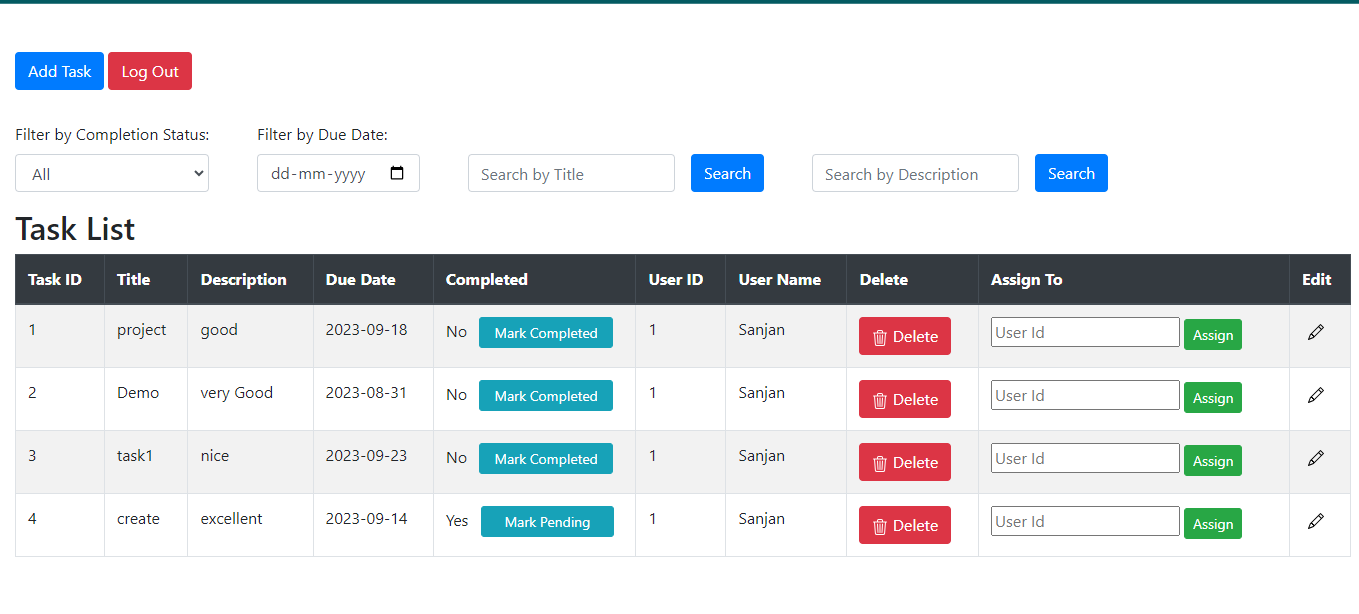 Add Task Log Out
Filter by Completion Status: Filter by Due Date:
All dd-mm-yyyy Search by Title Search Search by Description Search
Task List
Task ID Title Description Due Date Completed User ID User Name Delete Assign To Edit
1 project good 2023-09-18 No Mark Completed 1 Sanjan Delete User Id Assign
2 Demo very Good 2023-08-31 No Mark Completed 1 Sanjan Delete User Id Assign
3 task1 nice 2023-09-23 No Mark Completed 1 Sanjan Delete User Id Assign
4 create excellent 2023-09-14 Yes Mark Pending 1 Sanjan Delete User Id Assign